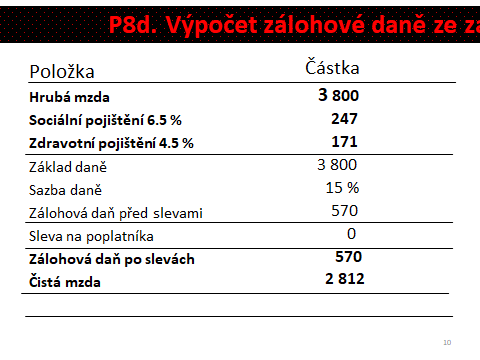 P8d. Výpočet zálohové daně ze za
Položka Částka
Hrubá mzda 3 800
Sociální pojištění 6.5 % 247
Zdravotní pojištění 4.5 % 171
Základ daně 3 800
Sazba daně 15 %
Zálohová daň před slevami 570
Sleva na poplatníka 0
Zálohová daň po slevách 570
Čistá mzda 2 812
10